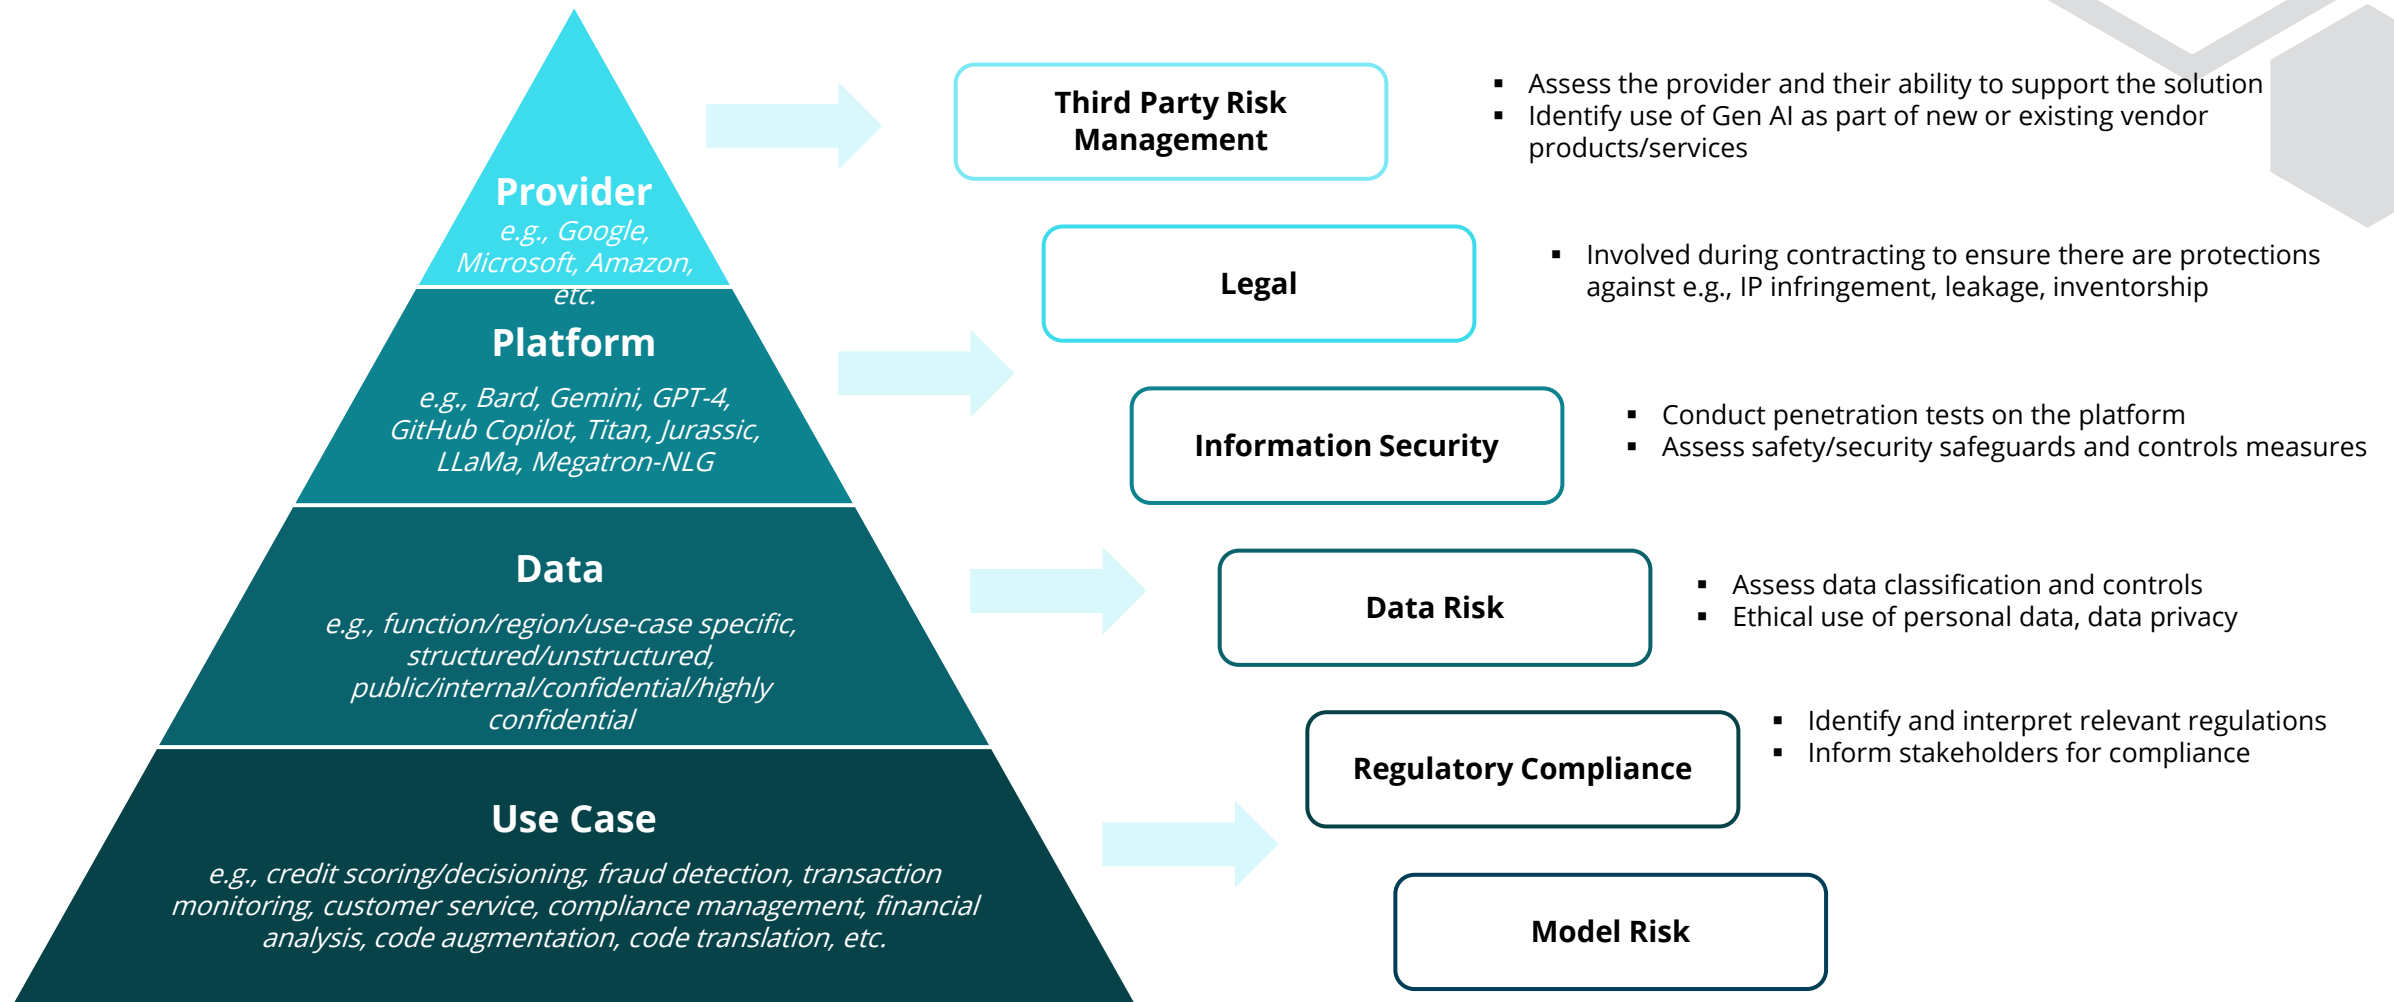 Provider
e.g., Google,
Microsoft, Amazon,
etc.
Platform
e.g., Bard, Gemini, GPT-4,
GitHub Copilot, Titan, Jurassic,
LLaMa, Megatron-NLG
Data
e.g., function/region/use-case specific,
structured/unstructured,
public/internal/confidential/highly
confidential
Use Case
e.g., credit scoring/decisioning, fraud detection, transaction
monitoring, customer service, compliance management, financial
analysis, code augmentation, code translation, etc.
Third Party Risk
Management
▪ Assess the provider and their ability to support the solution
▪ Identify use of Gen AI as part of new or existing vendor
products/services
Legal
▪ Involved during contracting to ensure there are protections
against e.g., IP infringement, leakage, inventorship
Information Security
▪ Conduct penetration tests on the platform
▪ Assess safety/security safeguards and controls measures
Data Risk
▪ Assess data classification and controls
▪ Ethical use of personal data, data privacy
Regulatory Compliance
▪ Identify and interpret relevant regulations
▪ Inform stakeholders for compliance
Model Risk